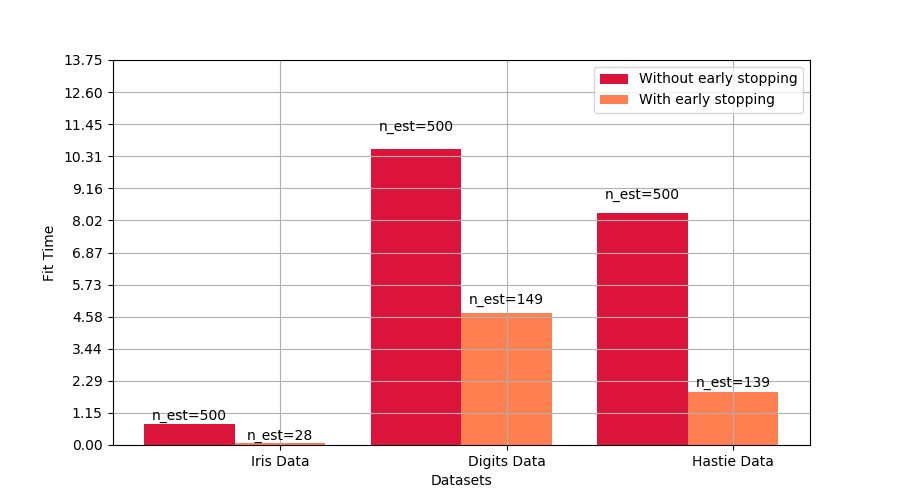 13.75
12.60
11.45
10.31
9.16
8.02
6.87
5.73
4.58
3.44
2.29
1.15
0.00
Fit Time
Without early stopping
With early stopping
n_est=500
n_est=28
n_est=500
n_est=149
n_est=500
n_est=139
Iris Data
Digits Data
Hastie Data
Datasets